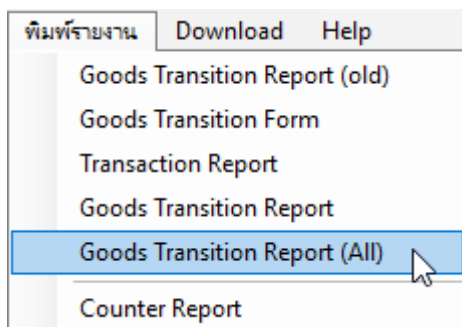 พิมพ์รายงาน Download Help
Goods Transition Report (old)
Goods Transition Form
Transaction Report
Goods Transition Report
Goods Transition Report (All)
Counter Report